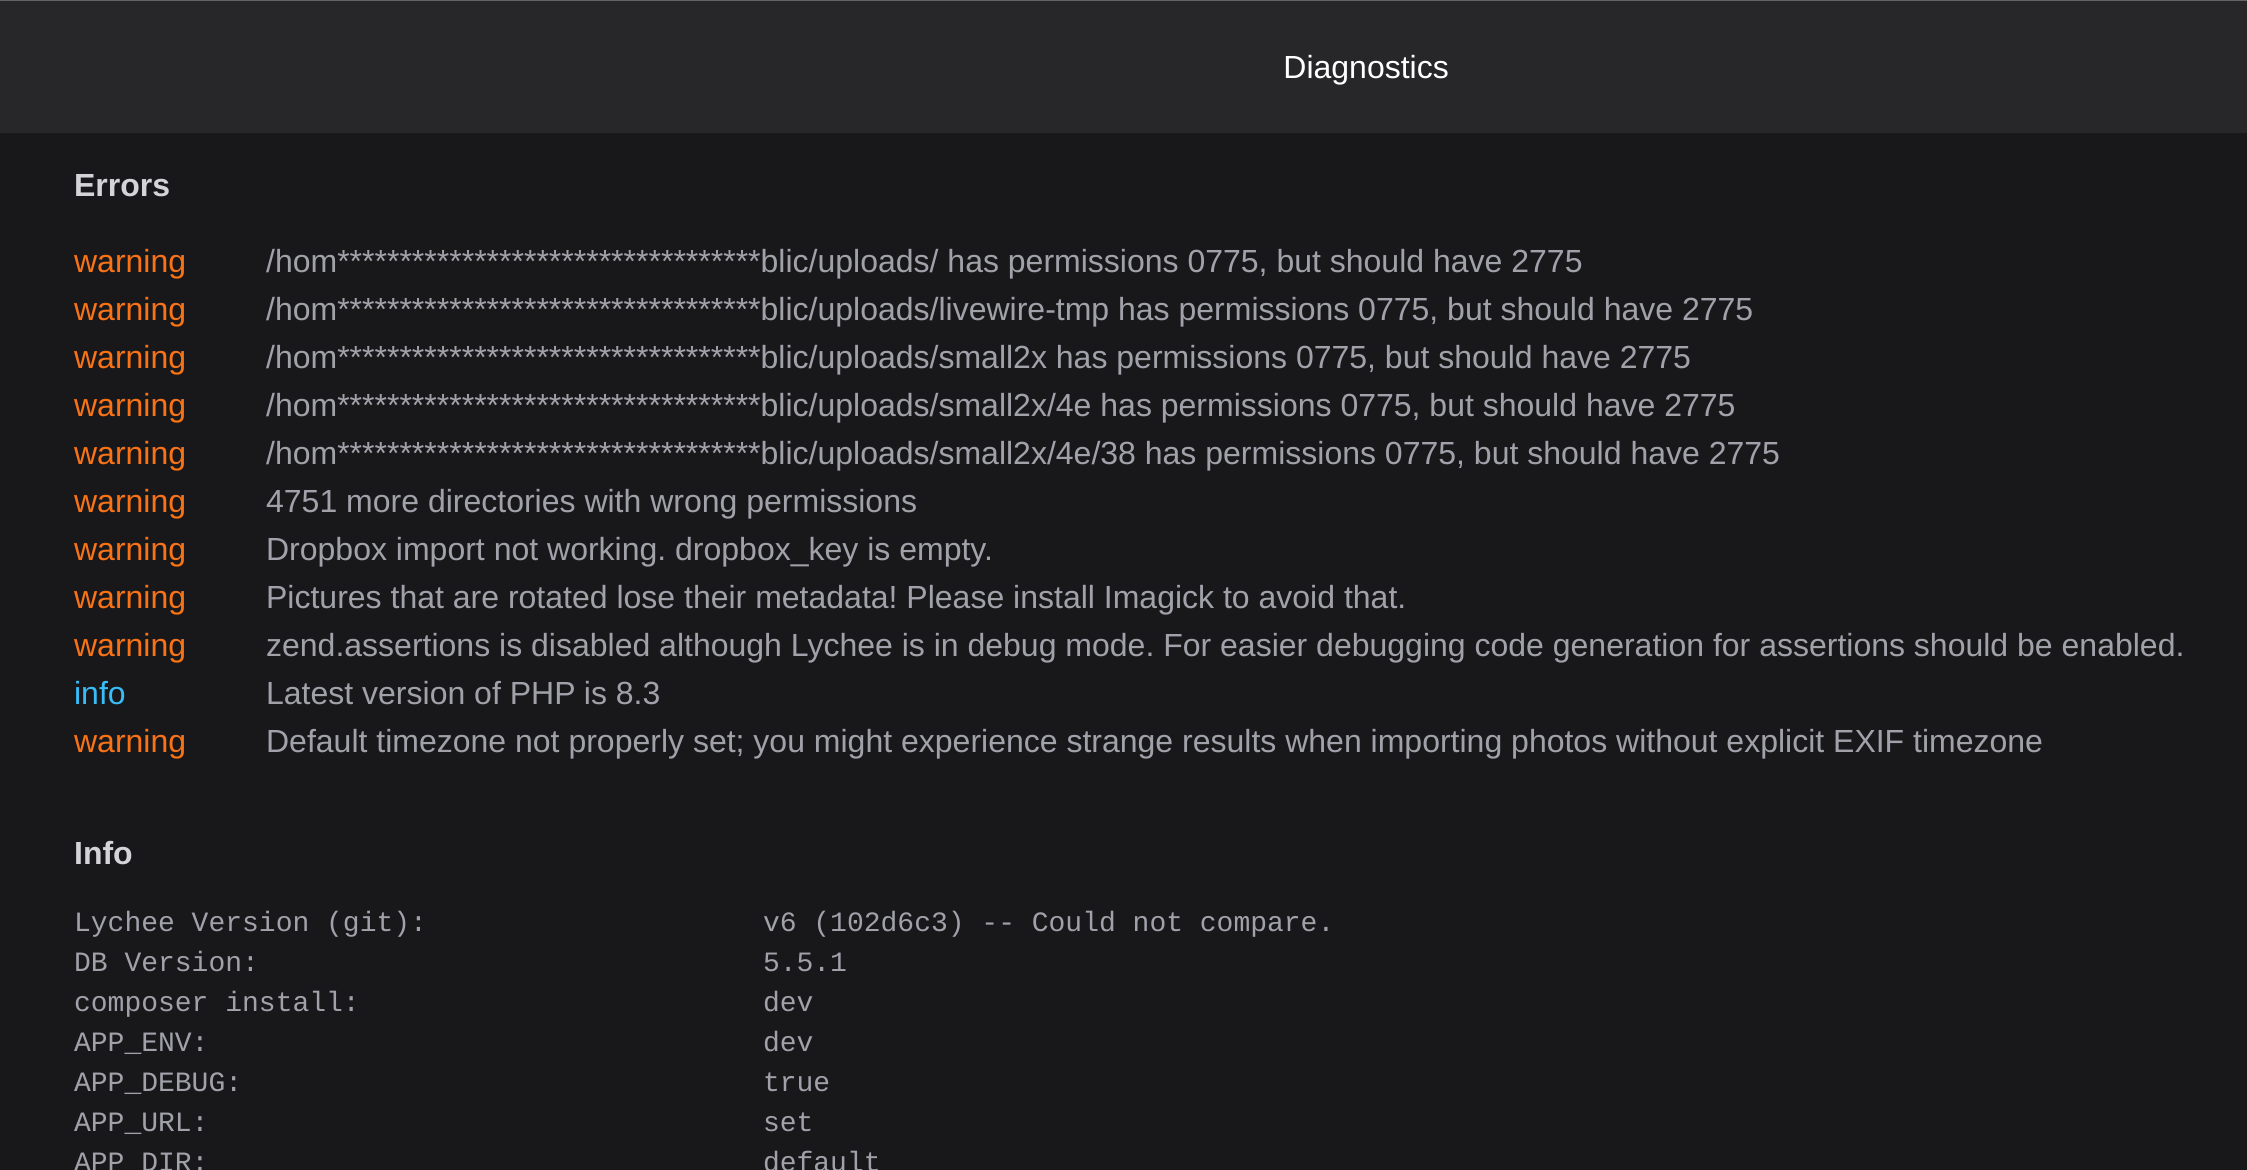 Diagnostics
Errors
warning /hom**********************************blic/uploads/ has permissions 0775, but should have 2775
warning /hom**********************************blic/uploads/livewire-tmp has permissions 0775, but should have 2775
warning /hom**********************************blic/uploads/small2x has permissions 0775, but should have 2775
warning /hom**********************************blic/uploads/small2x/4e has permissions 0775, but should have 2775
warning /hom**********************************blic/uploads/small2x/4e/38 has permissions 0775, but should have 2775
warning 4751 more directories with wrong permissions
warning Dropbox import not working. dropbox_key is empty.
warning Pictures that are rotated lose their metadata! Please install Imagick to avoid that.
warning zend.assertions is disabled although Lychee is in debug mode. For easier debugging code generation for assertions should be enabled.
info Latest version of PHP is 8.3
warning Default timezone not properly set; you might experience strange results when importing photos without explicit EXIF timezone
Info
Lychee Version (git): v6 (102d6c3) -- Could not compare.
DB Version: 5.5.1
composer install: dev
APP_ENV: dev
APP_DEBUG: true
APP_URL: set
APP_DIR: default